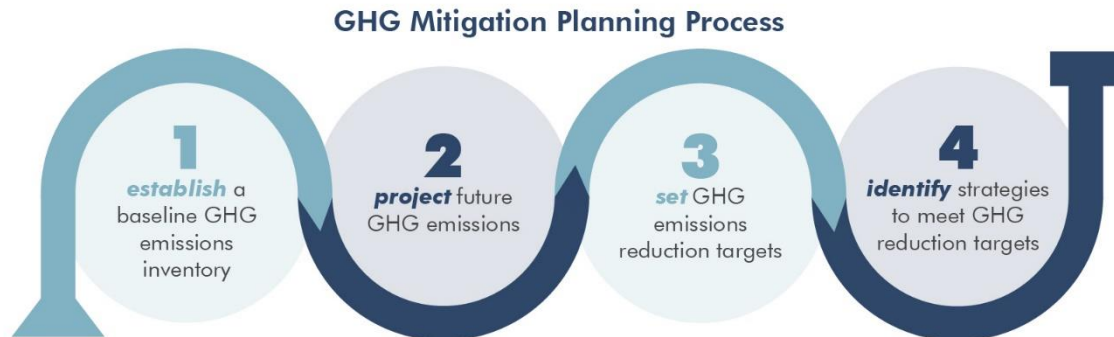 GHG Mitigation Planning Process
1
establish a
baseline GHG
emissions
inventory
2
project future
GHG emissions
3
set GHG
emissions
reduction targets
4
identify strategies
to meet GHG
reduction targets